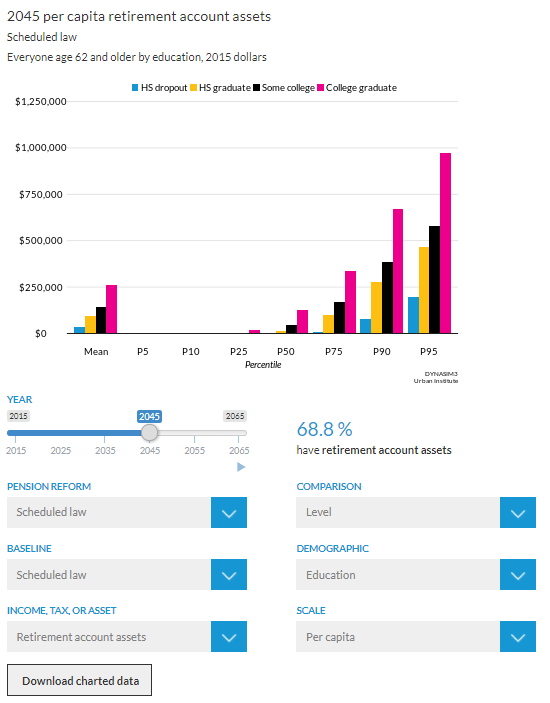 2045 per capita retirement account assets
Scheduled law
Everyone age 62 and older by education, 2015 dollars
HS dropout HS graduate Some college College graduate
$1,250,000
$1,000,000
$750,000
$500,000
$250,000
$0
Mean P5 P10 P25 P50 P75 P90 P95
Percentile
DYNASIM3
Urban Institute
YEAR
2015 2045 2065
2015 2025 2035 2045 2055 2065
68.8 %
have retirement account assets
PENSION REFORM COMPARISON
Scheduled law Level
BASELINE DEMOGRAPHIC
Scheduled law Education
INCOME, TAX, OR ASSET SCALE
Retirement account assets Per capita
Download charted data